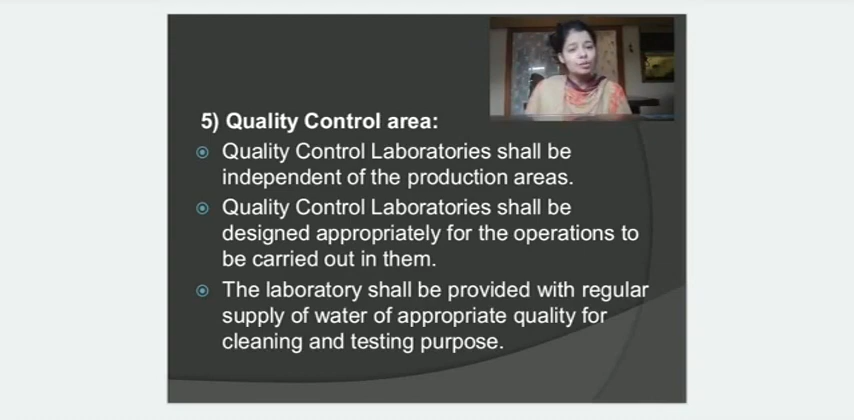 5) Quality Control area:
Quality Control Laboratories shall be
independent of the production areas.
Quality Control Laboratories shall be
designed appropriately for the operations to
be carried out in them.
The laboratory shall be provided with regular
supply of water of appropriate quality for
cleaning and testing purpose.